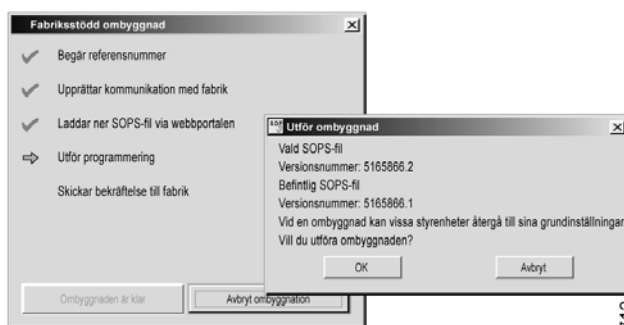 Fabriksstödd ombyggnad
Begär referensnummer
Upprättar kommunikation med fabrik
Laddar ner SOPS-fil via webbportalen
Utför programmering
Skickar bekräftelse till fabrik
Ombyggnaden är klar
Avbryt ombyggnation
Utför ombyggnad
Vald SOPS-fil
Versionsnummer: 5165866.2
Befintlig SOPS-fil
Versionsnummer: 5165866.1
Vid en ombyggnad kan vissa styrenheter återgå till sina grundinställningar
Vill du utföra ombyggnaden?
OK
Avbryt